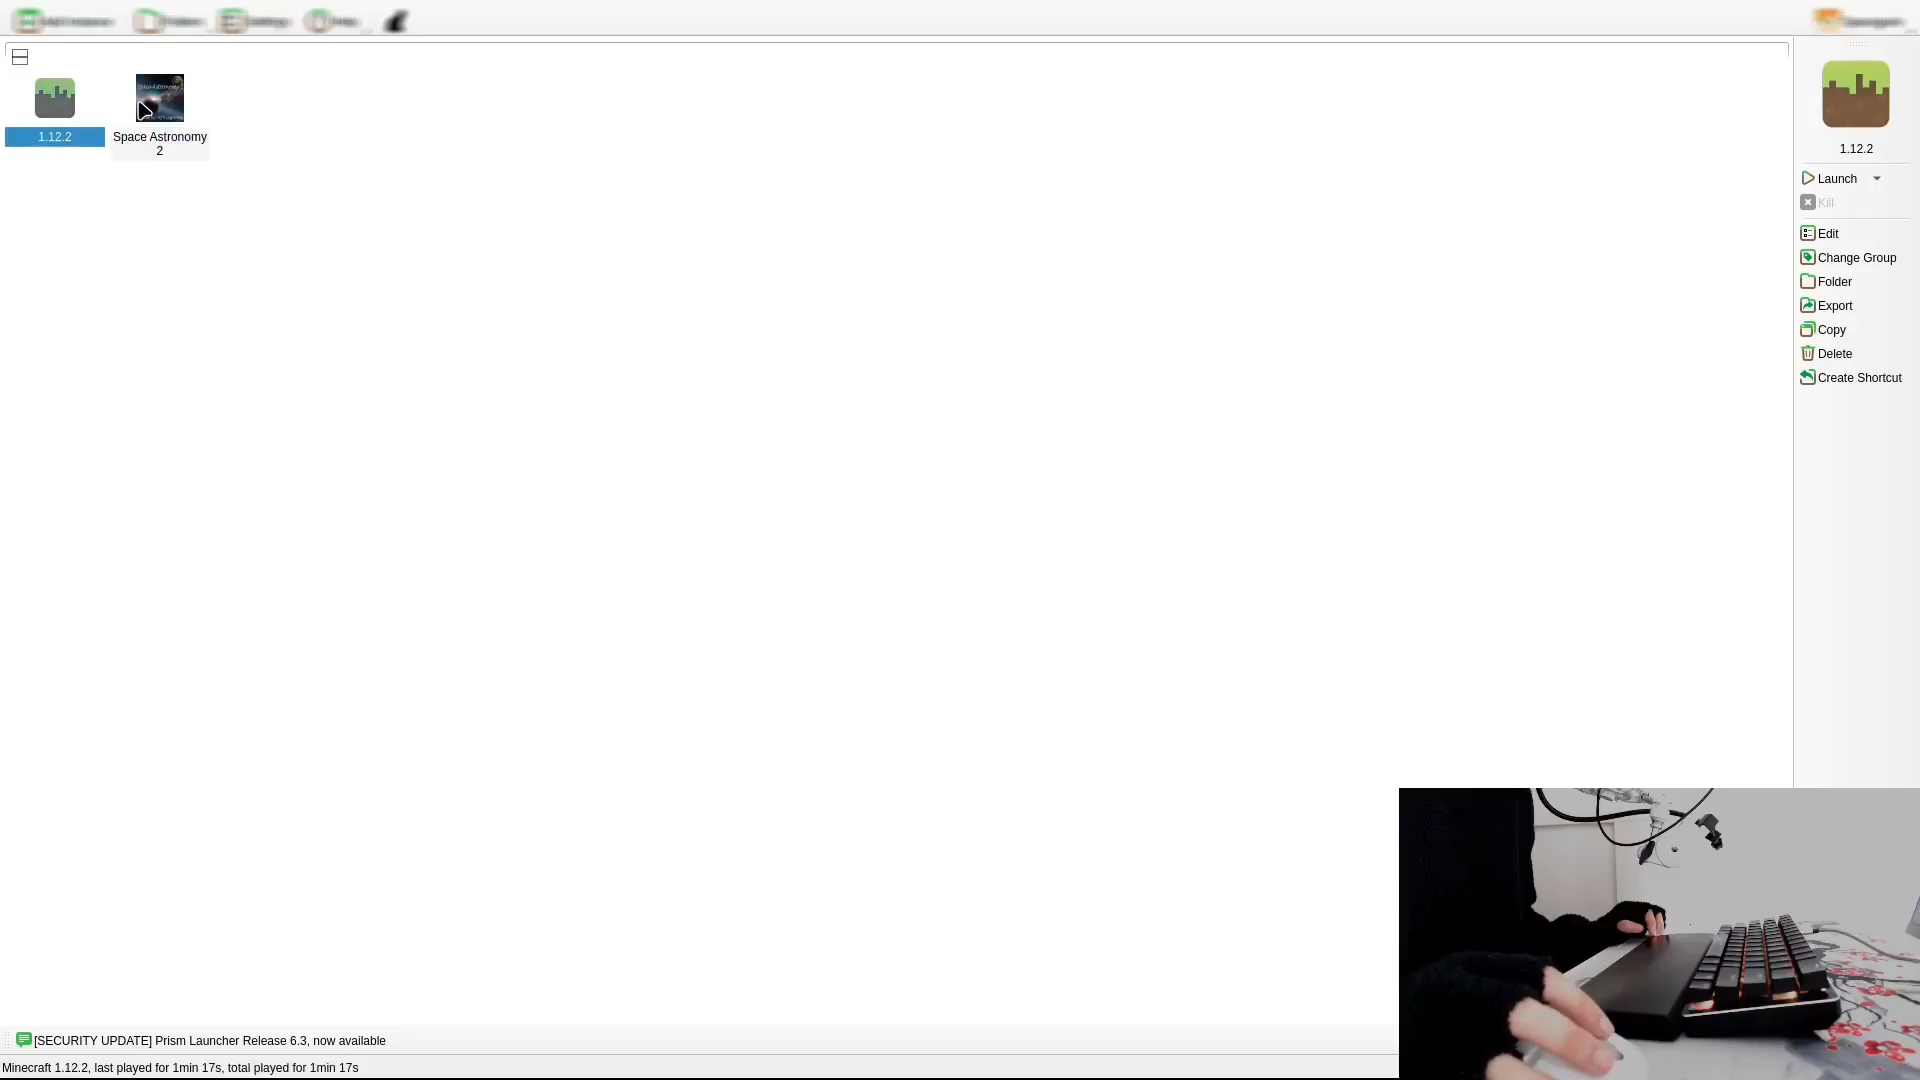 1.12.2
Space Astronomy
2
1.12.2
Launch
Kill
Edit
Change Group
Folder
Export
Copy
Delete
Create Shortcut
[SECURITY UPDATE] Prism Launcher Release 6.3, now available
Minecraft 1.12.2, last played for 1min 17s, total played for 1min 17s